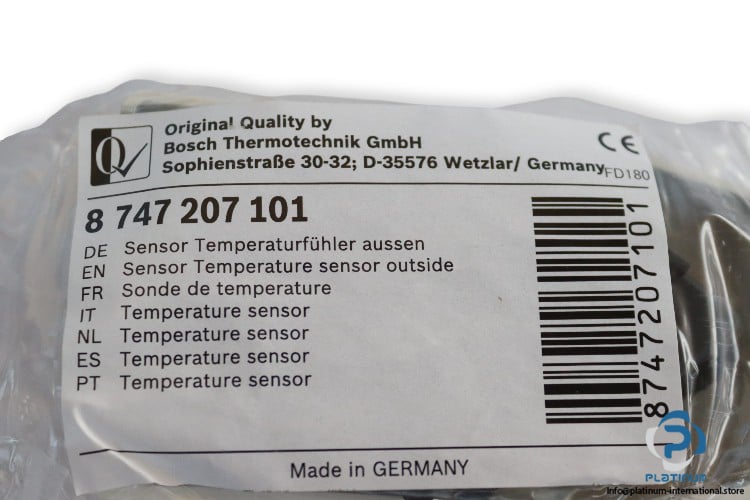 Original Quality by
Bosch Thermotechnik GmbH
Sophienstraße 30-32; D-35576 Wetzlar/ Germany
FD180
8 747 207 101
DE Sensor Temperaturfühler aussen
EN Sensor Temperature sensor outside
FR Sonde de temperature
IT Temperature sensor
NL Temperature sensor
ES Temperature sensor
PT Temperature sensor
8747207101
Made in GERMANY
PLATINUM
info@platinum-international.store